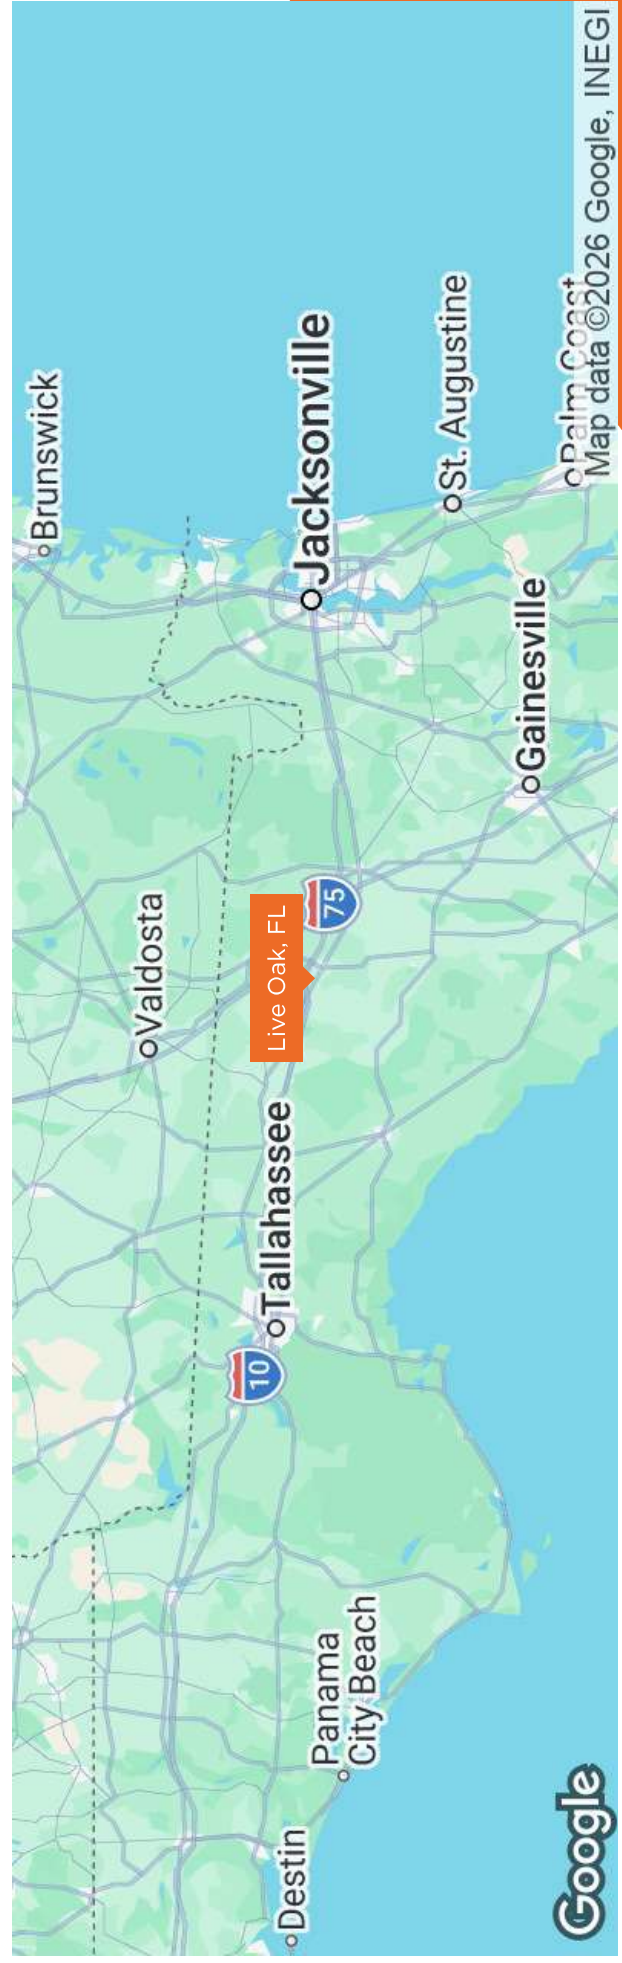 Brunswick
Valdosta
Live Oak, FL
Jacksonville
75
Tallahassee
10
St. Augustine
Gainesville
Palm Coast
Panama
City Beach
Destin
Google
Map data ©2026 Google, INEGI